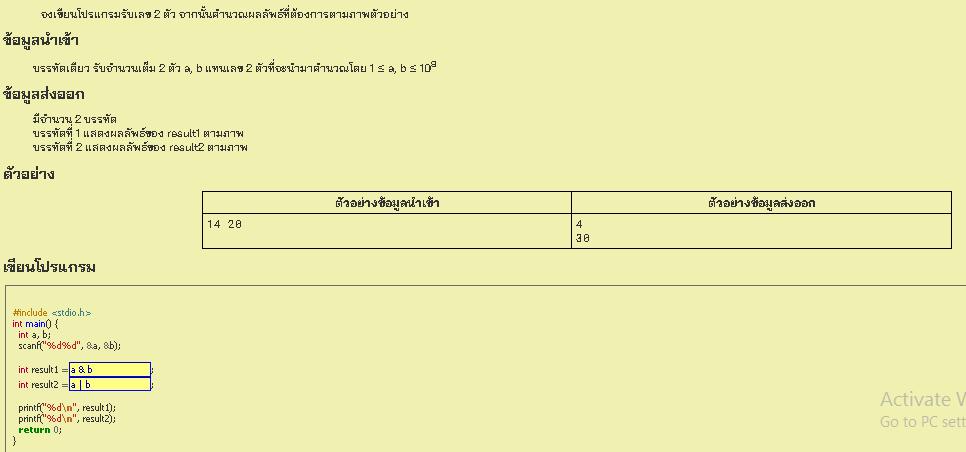 จงเขียนโปรแกรมรับเลข 2 ตัว จากนั้นคำนวณผลลัพธ์ที่ต้องการตามภาพตัวอย่าง
ข้อมูลนำเข้า
บรรทัดเดียว รับจำนวนเต็ม 2 ตัว a, b แทนเลข 2 ตัวที่จะนำมาคำนวณโดย 1 ≤ a, b ≤ 10⁹
ข้อมูลส่งออก
มีจำนวน 2 บรรทัด
บรรทัดที่ 1 แสดงผลลัพธ์ของ result1 ตามภาพ
บรรทัดที่ 2 แสดงผลลัพธ์ของ result2 ตามภาพ
ตัวอย่าง
ตัวอย่างข้อมูลนำเข้า ตัวอย่างข้อมูลส่งออก
14 20 4
30
เขียนโปรแกรม
#include <stdio.h>
int main() {
int a, b;
scanf("%d%d", &a, &b);
int result1 = a & b ;
int result2 = a | b ;
printf("%d\n", result1);
printf("%d\n", result2);
return 0;
}
Activate W
Go to PC sett